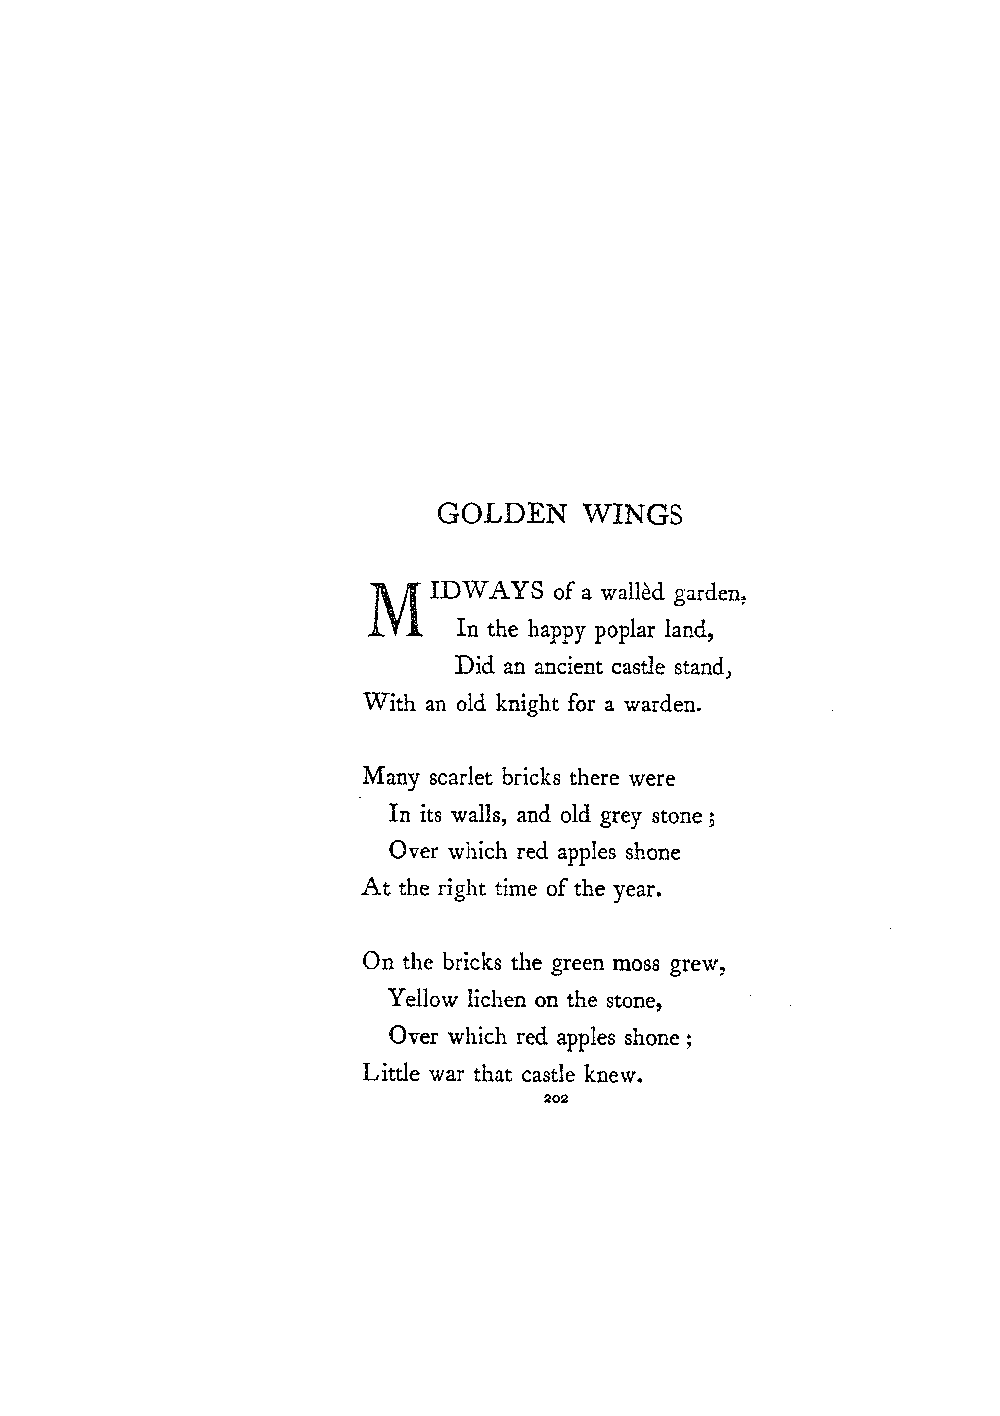 GOLDEN WINGS
MIDWAYS of a wallèd garden,
In the happy poplar land,
Did an ancient castle stand,
With an old knight for a warden.
Many scarlet bricks there were
In its walls, and old grey stone ;
Over which red apples shone
At the right time of the year.
On the bricks the green moss grew,
Yellow lichen on the stone,
Over which red apples shone ;
Little war that castle knew.
202